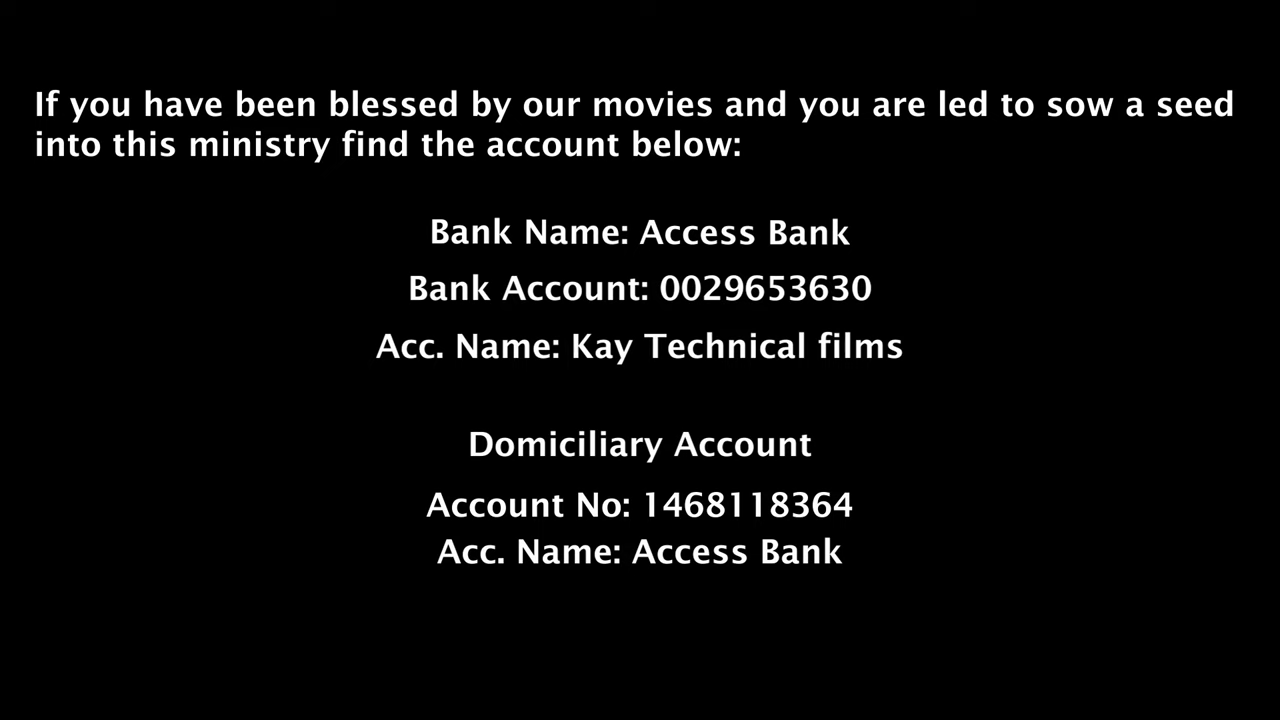 If you have been blessed by our movies and you are led to sow a seed
into this ministry find the account below:
Bank Name: Access Bank
Bank Account: 0029653630
Acc. Name: Kay Technical films
Domiciliary Account
Account No: 1468118364
Acc. Name: Access Bank